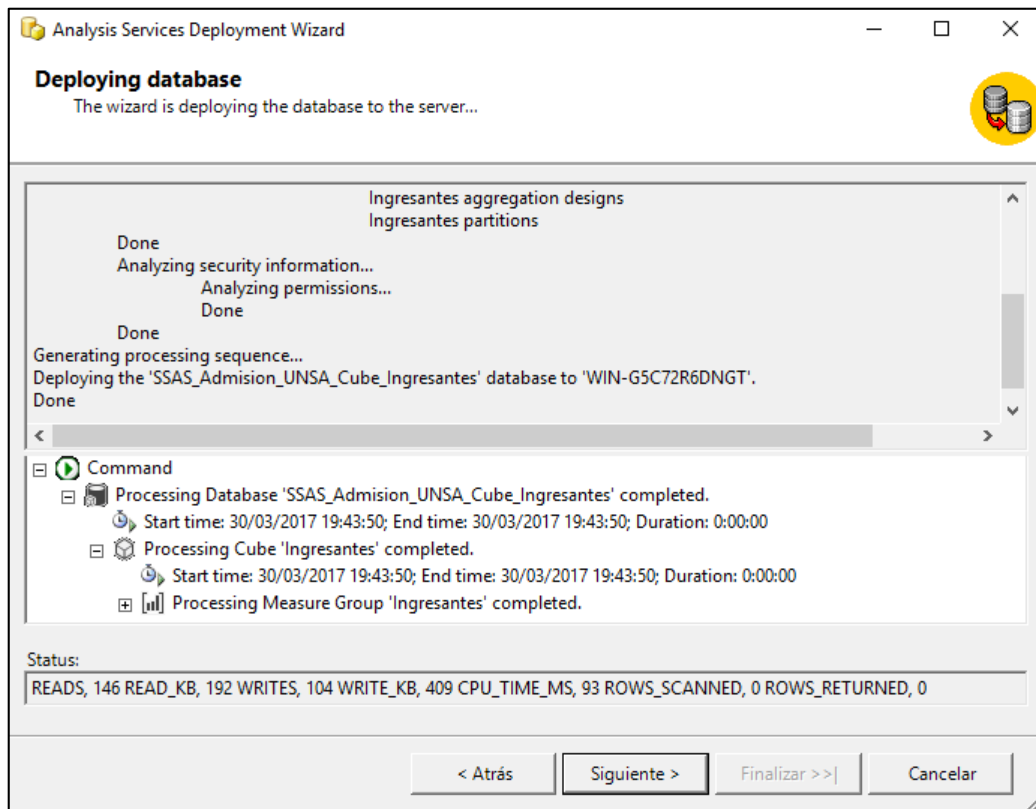 Analysis Services Deployment Wizard
Deploying database
The wizard is deploying the database to the server...
Ingresantes aggregation designs
Ingresantes partitions
Done
Analyzing security information...
Analyzing permissions...
Done
Done
Generating processing sequence...
Deploying the 'SSAS_Admision_UNSA_Cube_Ingresantes' database to 'WIN-G5C72R6DNGT'.
Done
Command
Processing Database 'SSAS_Admision_UNSA_Cube_Ingresantes' completed.
Start time: 30/03/2017 19:43:50; End time: 30/03/2017 19:43:50; Duration: 0:00:00
Processing Cube 'Ingresantes' completed.
Start time: 30/03/2017 19:43:50; End time: 30/03/2017 19:43:50; Duration: 0:00:00
Processing Measure Group 'Ingresantes' completed.
Status:
READS, 146 READ_KB, 192 WRITES, 104 WRITE_KB, 409 CPU_TIME_MS, 93 ROWS_SCANNED, 0 ROWS_RETURNED, 0
< Atrás Siguiente > Finalizar >>| Cancelar